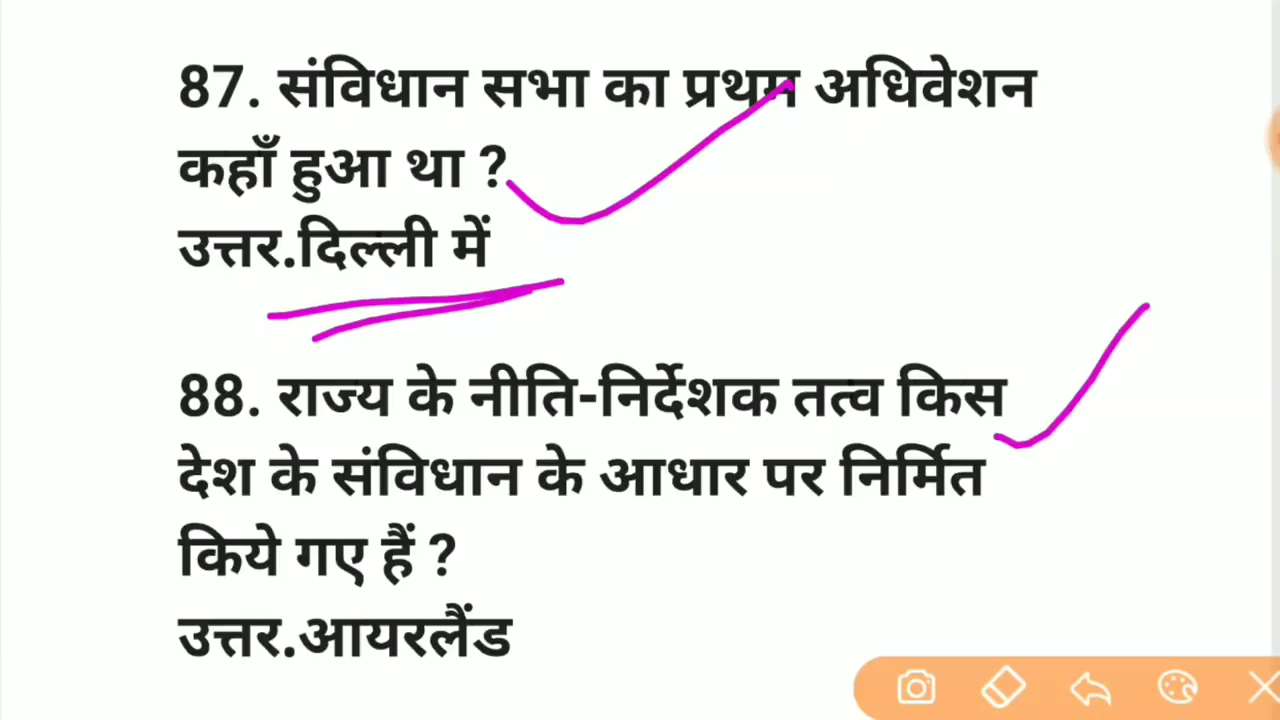 87. संविधान सभा का प्रथम अधिवेशन
कहाँ हुआ था ?
उत्तर.दिल्ली में
88. राज्य के नीति-निर्देशक तत्व किस
देश के संविधान के आधार पर निर्मित
किये गए हैं ?
उत्तर.आयरलैंड